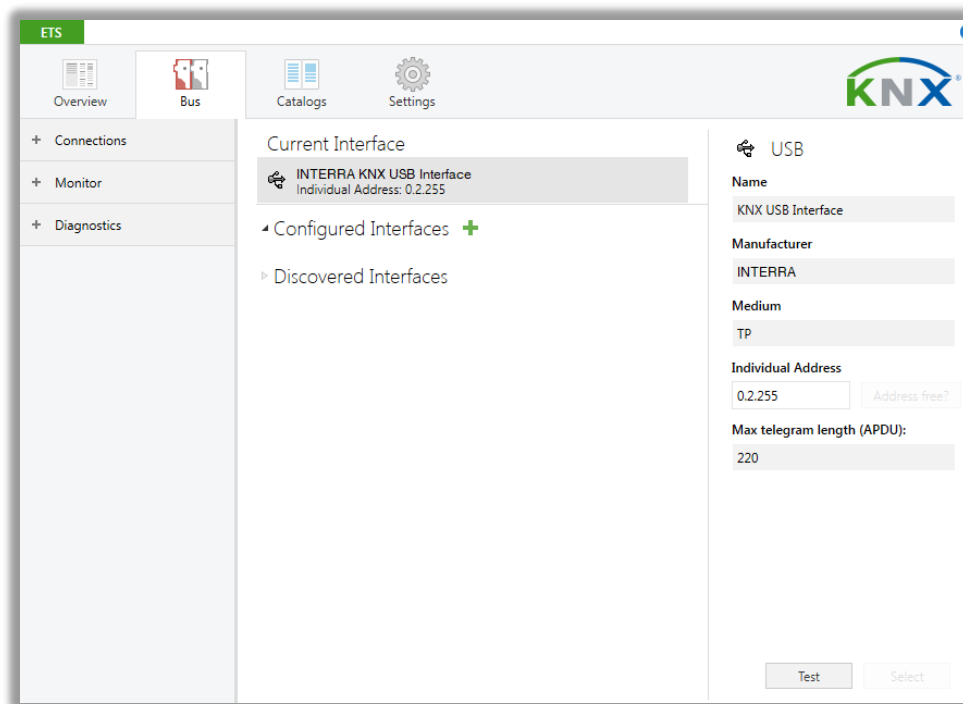 ETS
Overview
Bus
Catalogs
Settings
KNX®
+ Connections
+ Monitor
+ Diagnostics
Current Interface
INTERRA KNX USB Interface
Individual Address: 0.2.255
Configured Interfaces +
Discovered Interfaces
USB
Name
KNX USB Interface
Manufacturer
INTERRA
Medium
TP
Individual Address
0.2.255 Address free?
Max telegram length (APDU):
220
Test Select